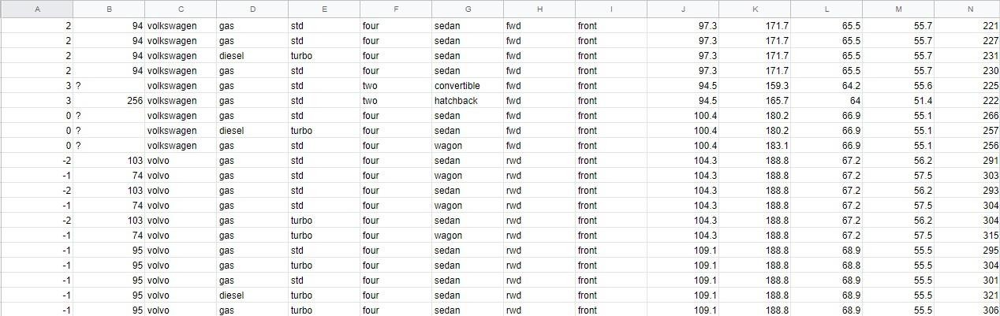 A B C D E F G H I J K L M N
2 94 volkswagen gas std four sedan fwd front 97.3 171.7 65.5 55.7 221
2 94 volkswagen gas std four sedan fwd front 97.3 171.7 65.5 55.7 227
2 94 volkswagen diesel turbo four sedan fwd front 97.3 171.7 65.5 55.7 231
2 94 volkswagen gas std four sedan fwd front 97.3 171.7 65.5 55.7 230
3 ? volkswagen gas std two convertible fwd front 94.5 159.3 64.2 55.6 225
3 256 volkswagen gas std two hatchback fwd front 94.5 165.7 64 51.4 222
0 ? volkswagen gas std four sedan fwd front 100.4 180.2 66.9 55.1 266
0 ? volkswagen diesel turbo four sedan fwd front 100.4 180.2 66.9 55.1 257
0 ? volkswagen gas std four wagon fwd front 100.4 183.1 66.9 55.1 256
-2 103 volvo gas std four sedan rwd front 104.3 188.8 67.2 56.2 291
-1 74 volvo gas std four wagon rwd front 104.3 188.8 67.2 57.5 303
-2 103 volvo gas std four sedan rwd front 104.3 188.8 67.2 56.2 293
-1 74 volvo gas std four wagon rwd front 104.3 188.8 67.2 57.5 304
-2 103 volvo gas turbo four sedan rwd front 104.3 188.8 67.2 56.2 304
-1 74 volvo gas turbo four wagon rwd front 104.3 188.8 67.2 57.5 315
-1 95 volvo gas std four sedan rwd front 109.1 188.8 68.9 55.5 295
-1 95 volvo gas turbo four sedan rwd front 109.1 188.8 68.8 55.5 304
-1 95 volvo gas std four sedan rwd front 109.1 188.8 68.9 55.5 301
-1 95 volvo diesel turbo four sedan rwd front 109.1 188.8 68.9 55.5 321
-1 95 volvo gas turbo four sedan rwd front 109.1 188.8 68.9 55.5 306